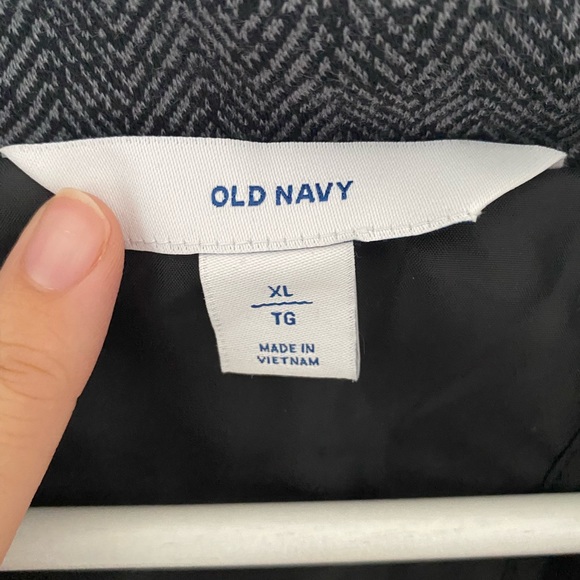 OLD NAVY
XL
TG
MADE IN
VIETNAM